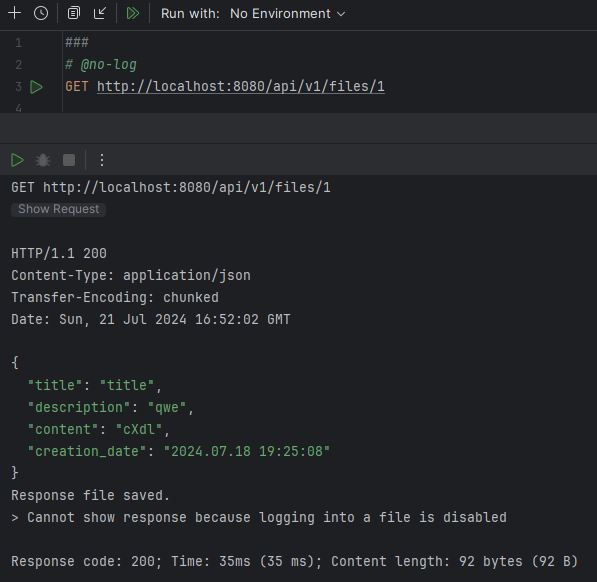 Run with: No Environment
1 ###
2 # @no-log
3 GET http://localhost:8080/api/v1/files/1
4
GET http://localhost:8080/api/v1/files/1
Show Request
HTTP/1.1 200
Content-Type: application/json
Transfer-Encoding: chunked
Date: Sun, 21 Jul 2024 16:52:02 GMT
{
"title": "title",
"description": "qwe",
"content": "cXdl",
"creation_date": "2024.07.18 19:25:08"
}
Response file saved.
> Cannot show response because logging into a file is disabled
Response code: 200; Time: 35ms (35 ms); Content length: 92 bytes (92 B)